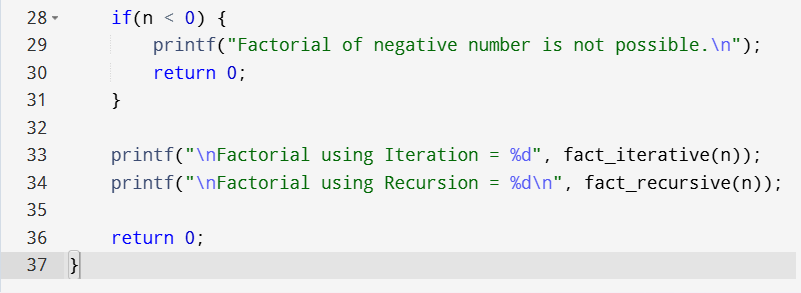 28 if(n < 0) {
29 printf("Factorial of negative number is not possible.\n");
30 return 0;
31 }
32
33 printf("\nFactorial using Iteration = %d", fact_iterative(n));
34 printf("\nFactorial using Recursion = %d\n", fact_recursive(n));
35
36 return 0;
37 }